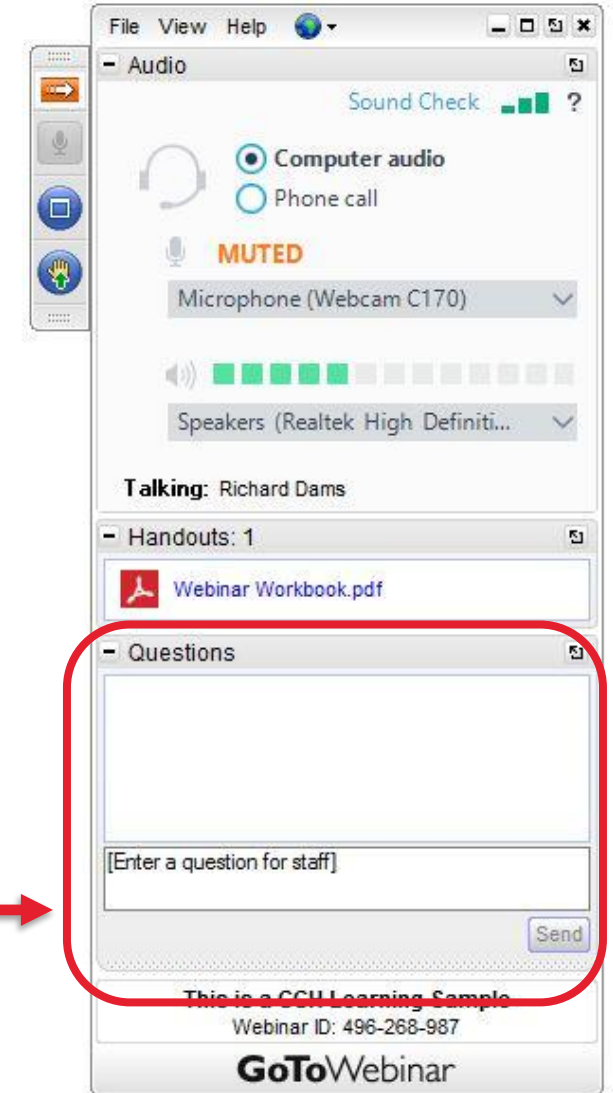 File View Help
Audio
Sound Check ?
Computer audio
Phone call
MUTED
Microphone (Webcam C170)
Speakers (Realtek High Definiti...
Talking: Richard Dams
Handouts: 1
Webinar Workbook.pdf
Questions
[Enter a question for staff]
Send
This is a CCH Learning Sample
Webinar ID: 496-268-987
GoToWebinar